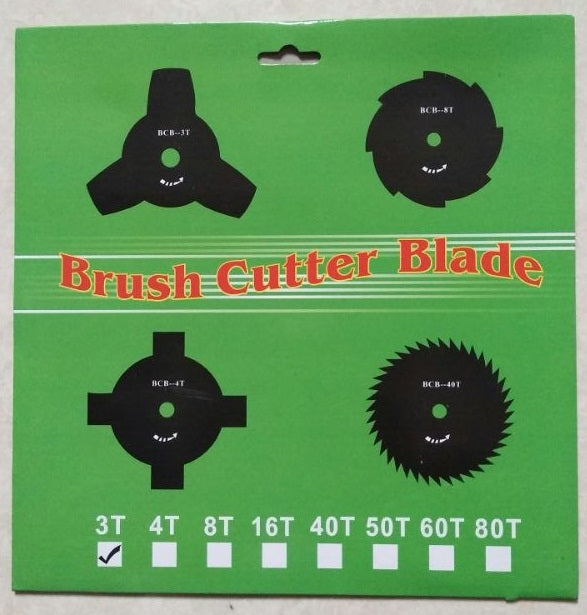 BCB--3T
BCB--8T
Brush Cutter Blade
BCB--4T
BCB--40T
3T 4T 8T 16T 40T 50T 60T 80T